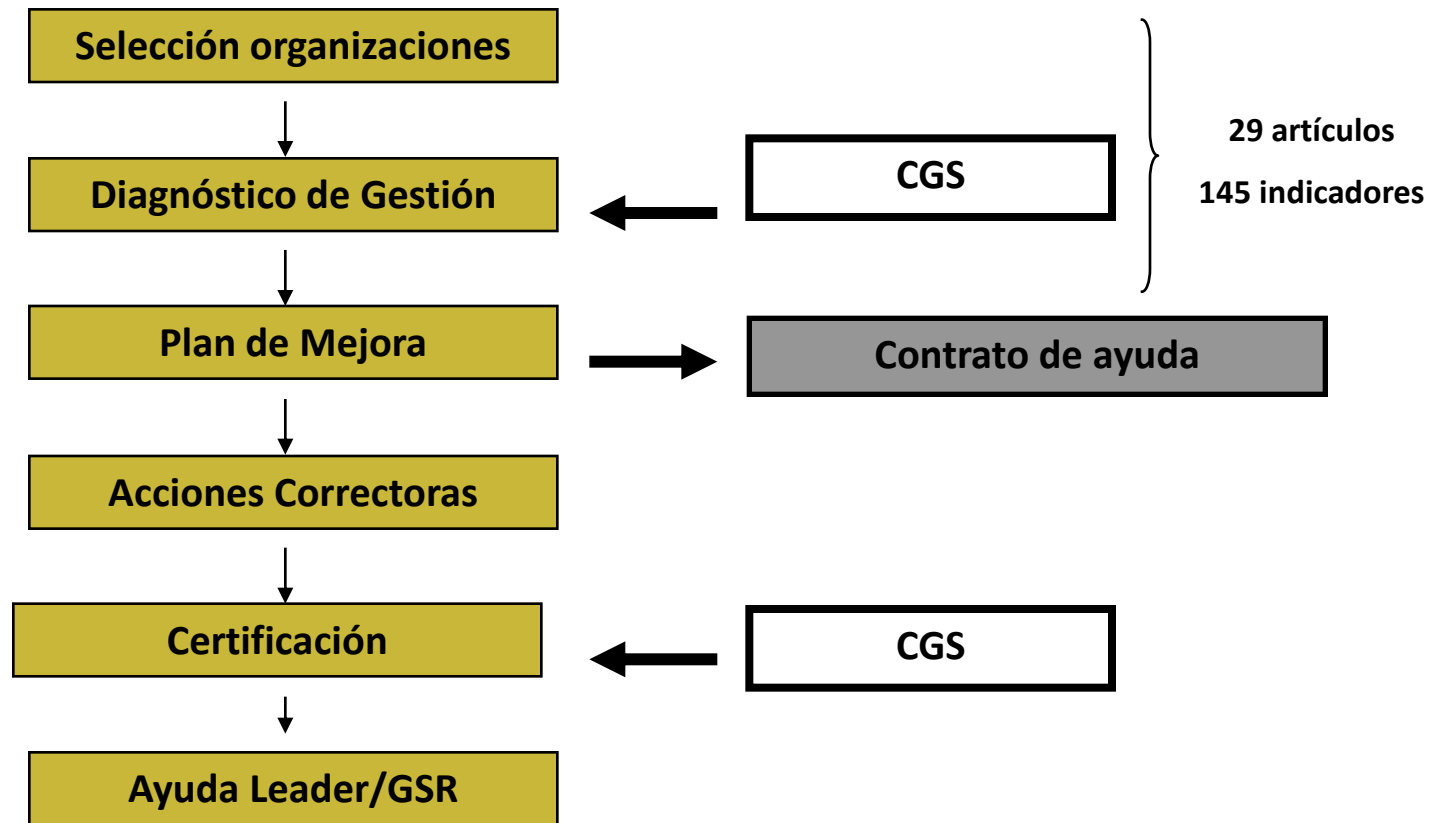 Selección organizaciones
Diagnóstico de Gestión
CGS
29 artículos
145 indicadores
Plan de Mejora
Contrato de ayuda
Acciones Correctoras
Certificación
CGS
Ayuda Leader/GSR